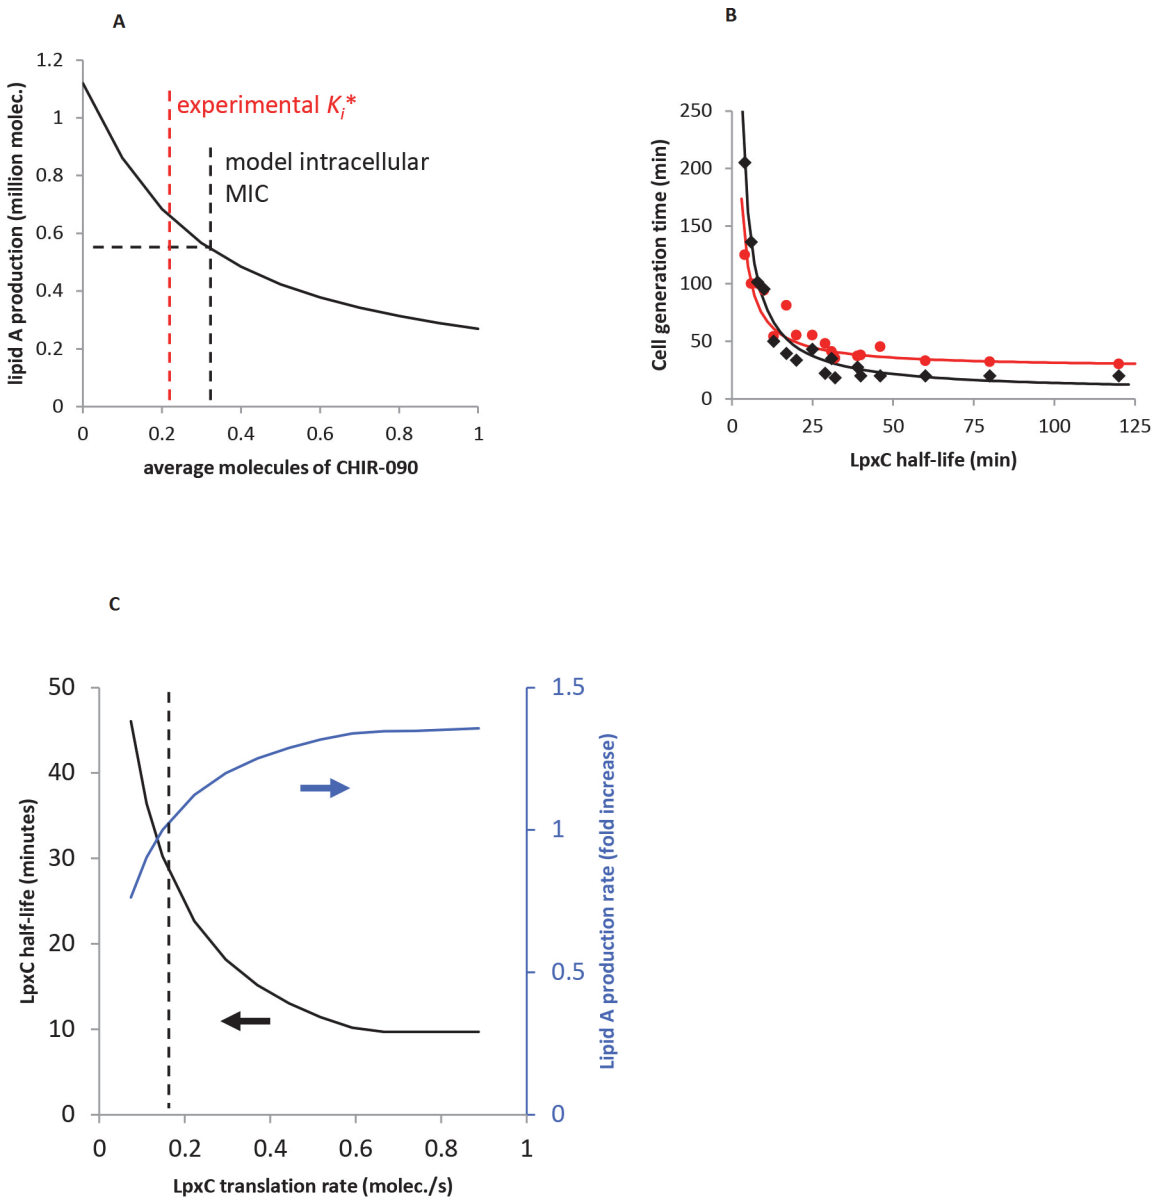 A
lipid A production (million molec.)
1.2
1
0.8
0.6
0.4
0.2
0
experimental Ki*
model intracellular
MIC
0 0.2 0.4 0.6 0.8 1
average molecules of CHIR-090
B
Cell generation time (min)
250
200
150
100
50
0
0 25 50 75 100 125
LpxC half-life (min)
C
LpxC half-life (minutes)
50
40
30
20
10
0
1.5
1
0.5
0
Lipid A production rate (fold increase)
0 0.2 0.4 0.6 0.8 1
LpxC translation rate (molec./s)